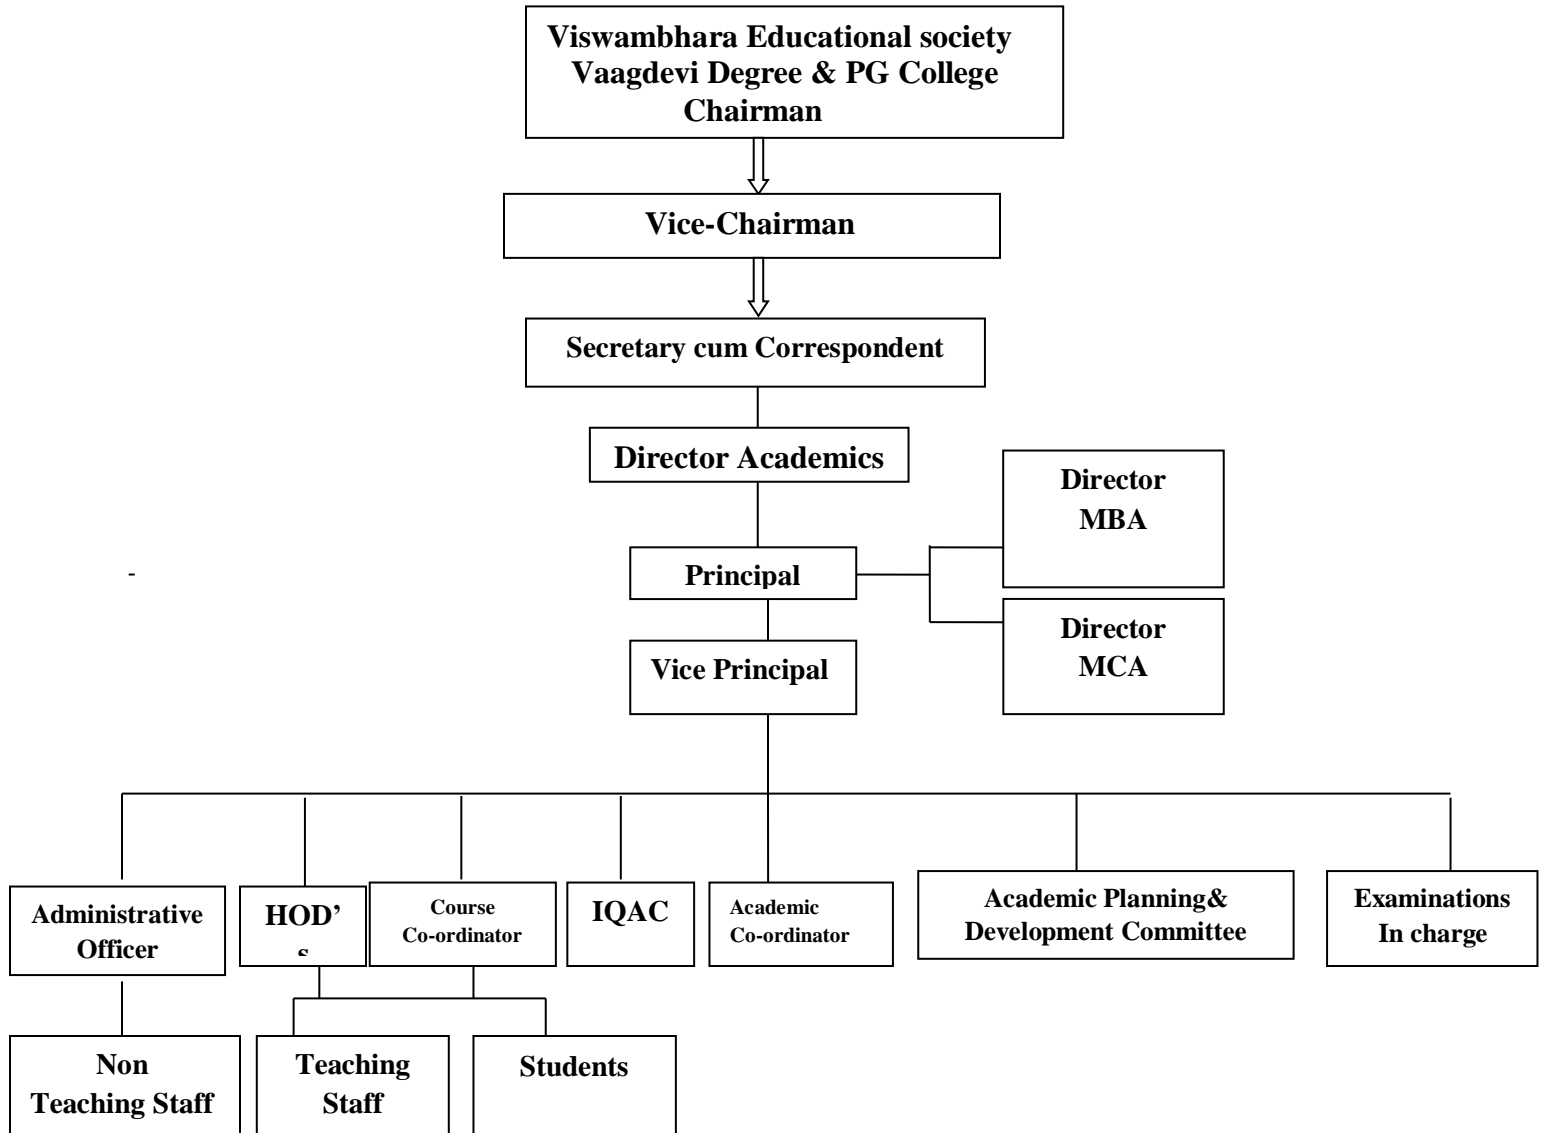 Viswambhara Educational society
Vaagdevi Degree & PG College
Chairman
Vice-Chairman
Secretary cum Correspondent
Director Academics
Director
MBA
-
Principal
Director
MCA
Vice Principal
Administrative
Officer
HOD’
s
Course
Co-ordinator
IQAC
Academic
Co-ordinator
Academic Planning&
Development Committee
Examinations
In charge
Non
Teaching Staff
Teaching
Staff
Students